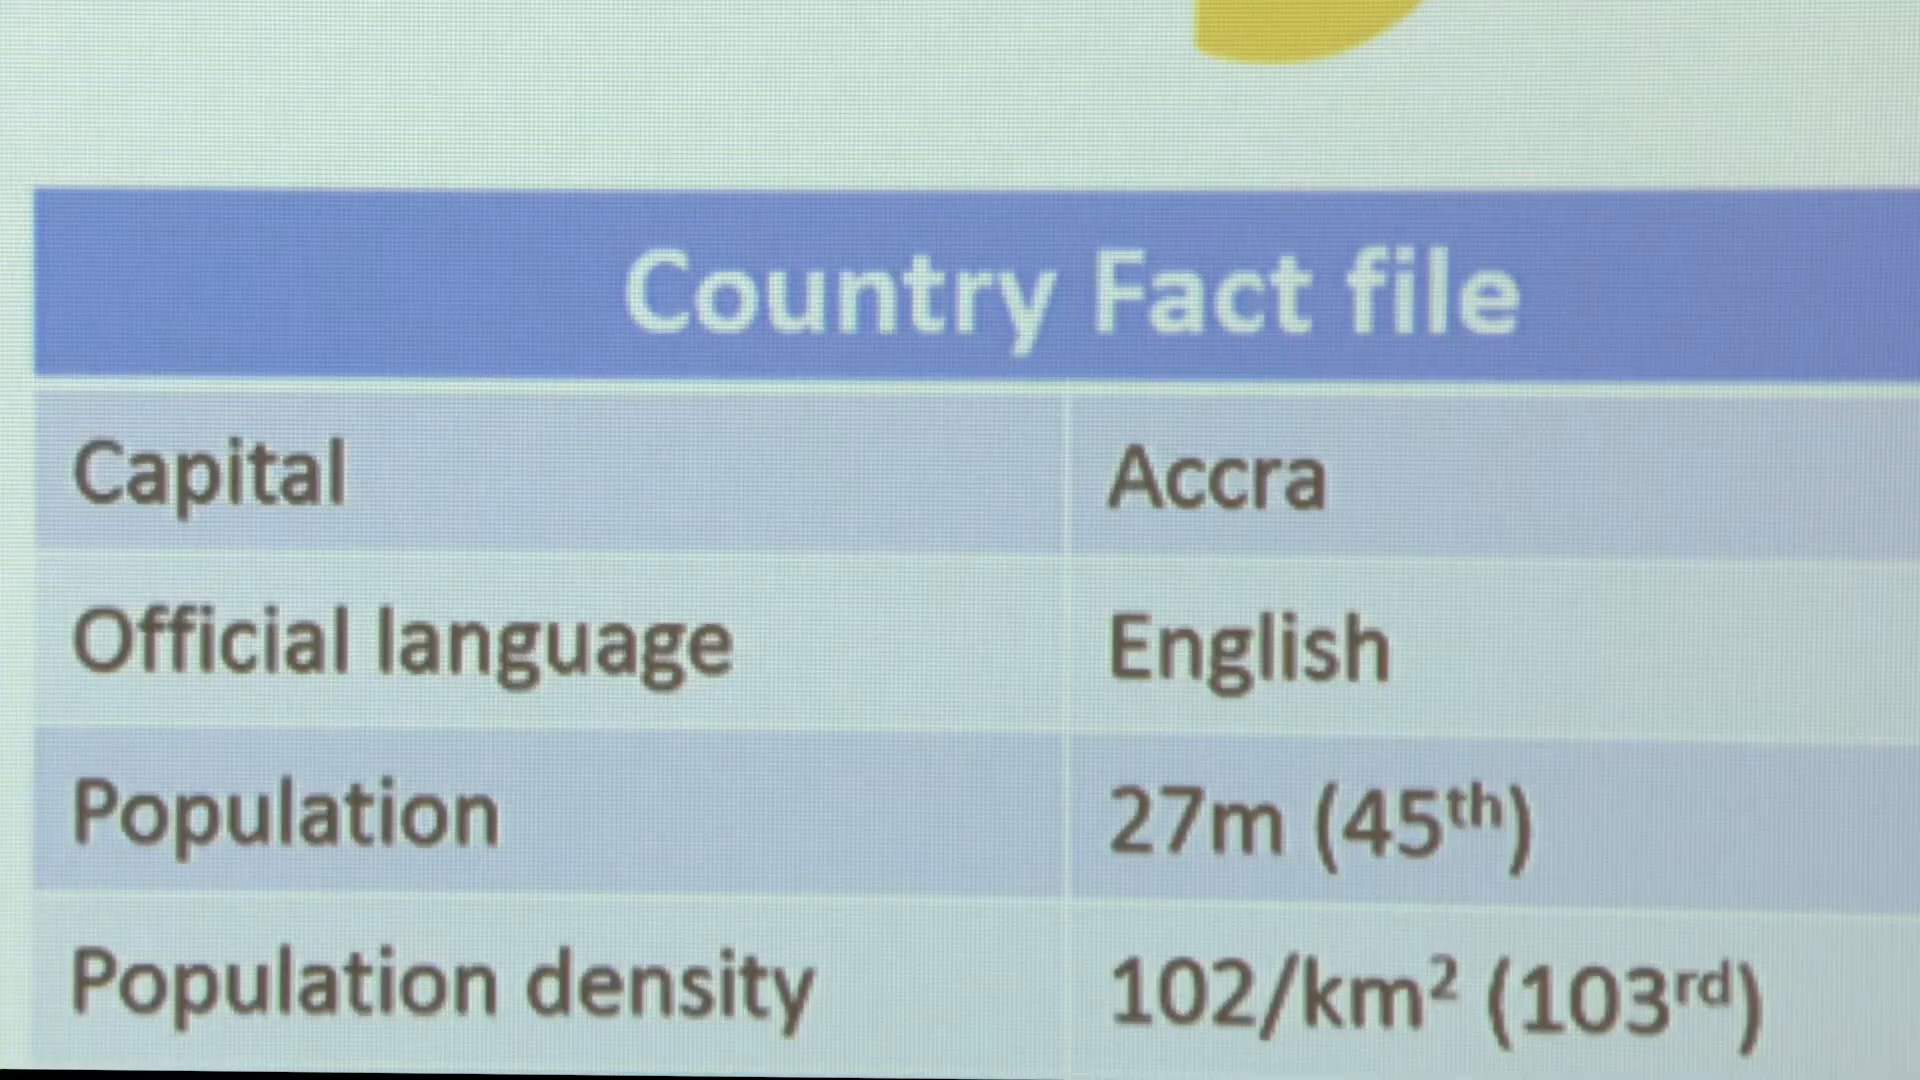 Country Fact file
Capital Accra
Official language English
Population 27m (45th)
Population density 102/km² (103rd)